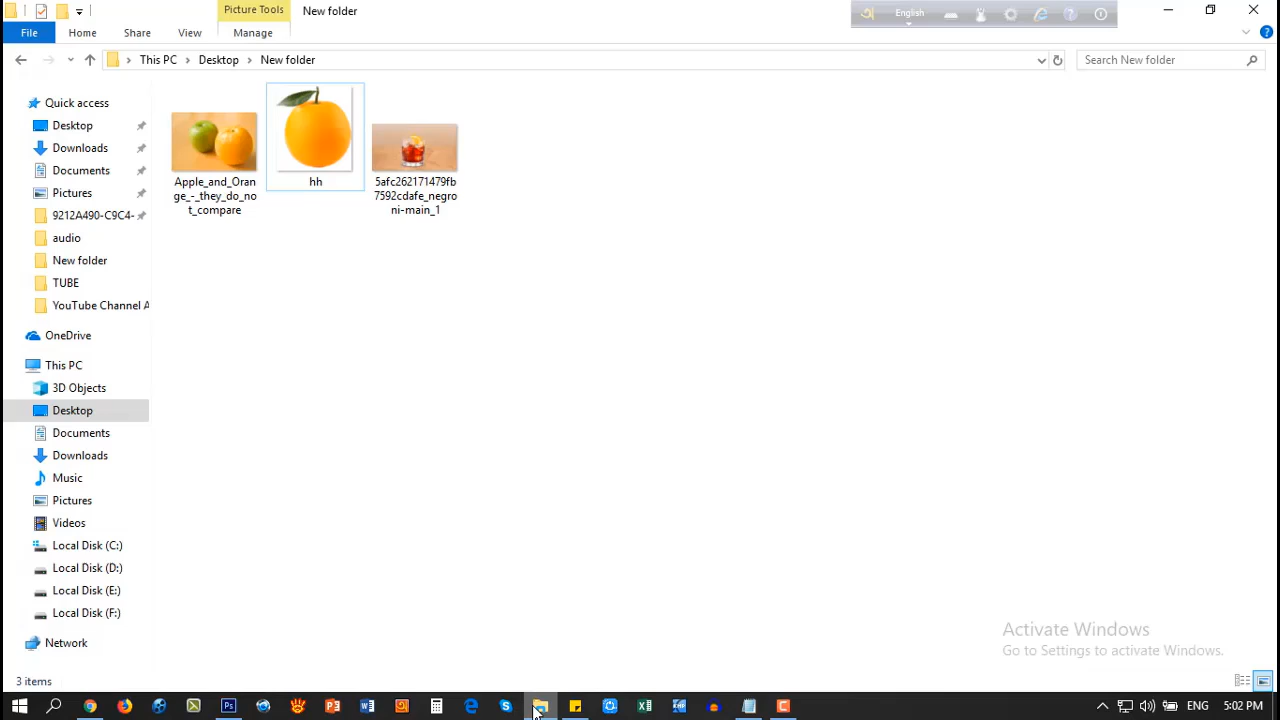 Picture Tools
New folder
English
File
Home
Share
View
Manage
This PC
Desktop
New folder
Search New folder
Quick access
Desktop
Downloads
Documents
Pictures
9212A490-C9C4-
audio
New folder
TUBE
YouTube Channel A
OneDrive
This PC
3D Objects
Desktop
Documents
Downloads
Music
Pictures
Videos
Local Disk (C:)
Local Disk (D:)
Local Disk (E:)
Local Disk (F:)
Network
Apple_and_Oran
ge_-_they_do_no
t_compare
hh
5afc262171479fb
7592cdafe_negro
ni-main_1
Activate Windows
Go to Settings to activate Windows.
3 items
ENG
5:02 PM